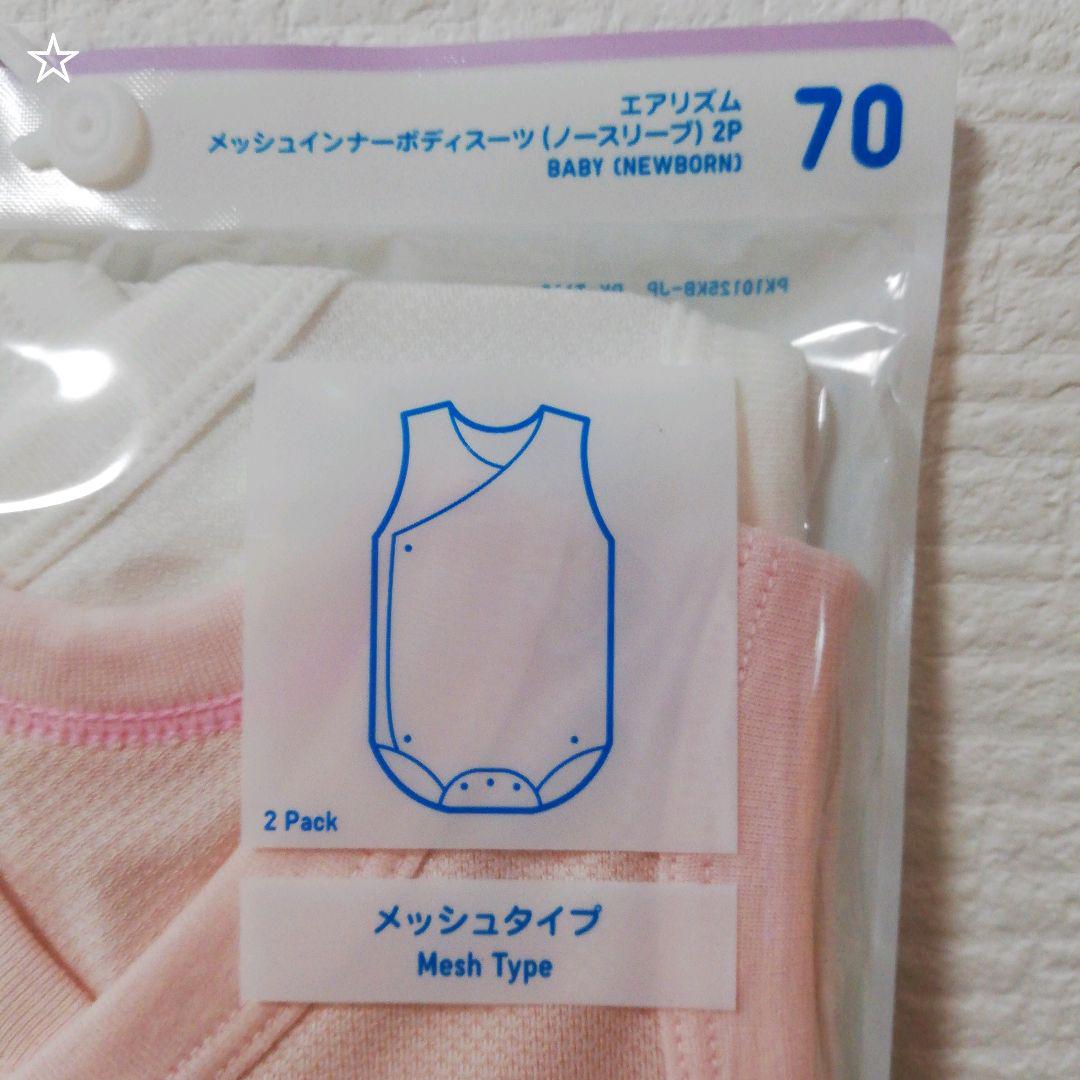 エアリズム
メッシュインナーボディスーツ (ノースリーブ) 2P
BABY (NEWBORN)
70
PK10125KB-JP
2 Pack
メッシュタイプ
Mesh Type